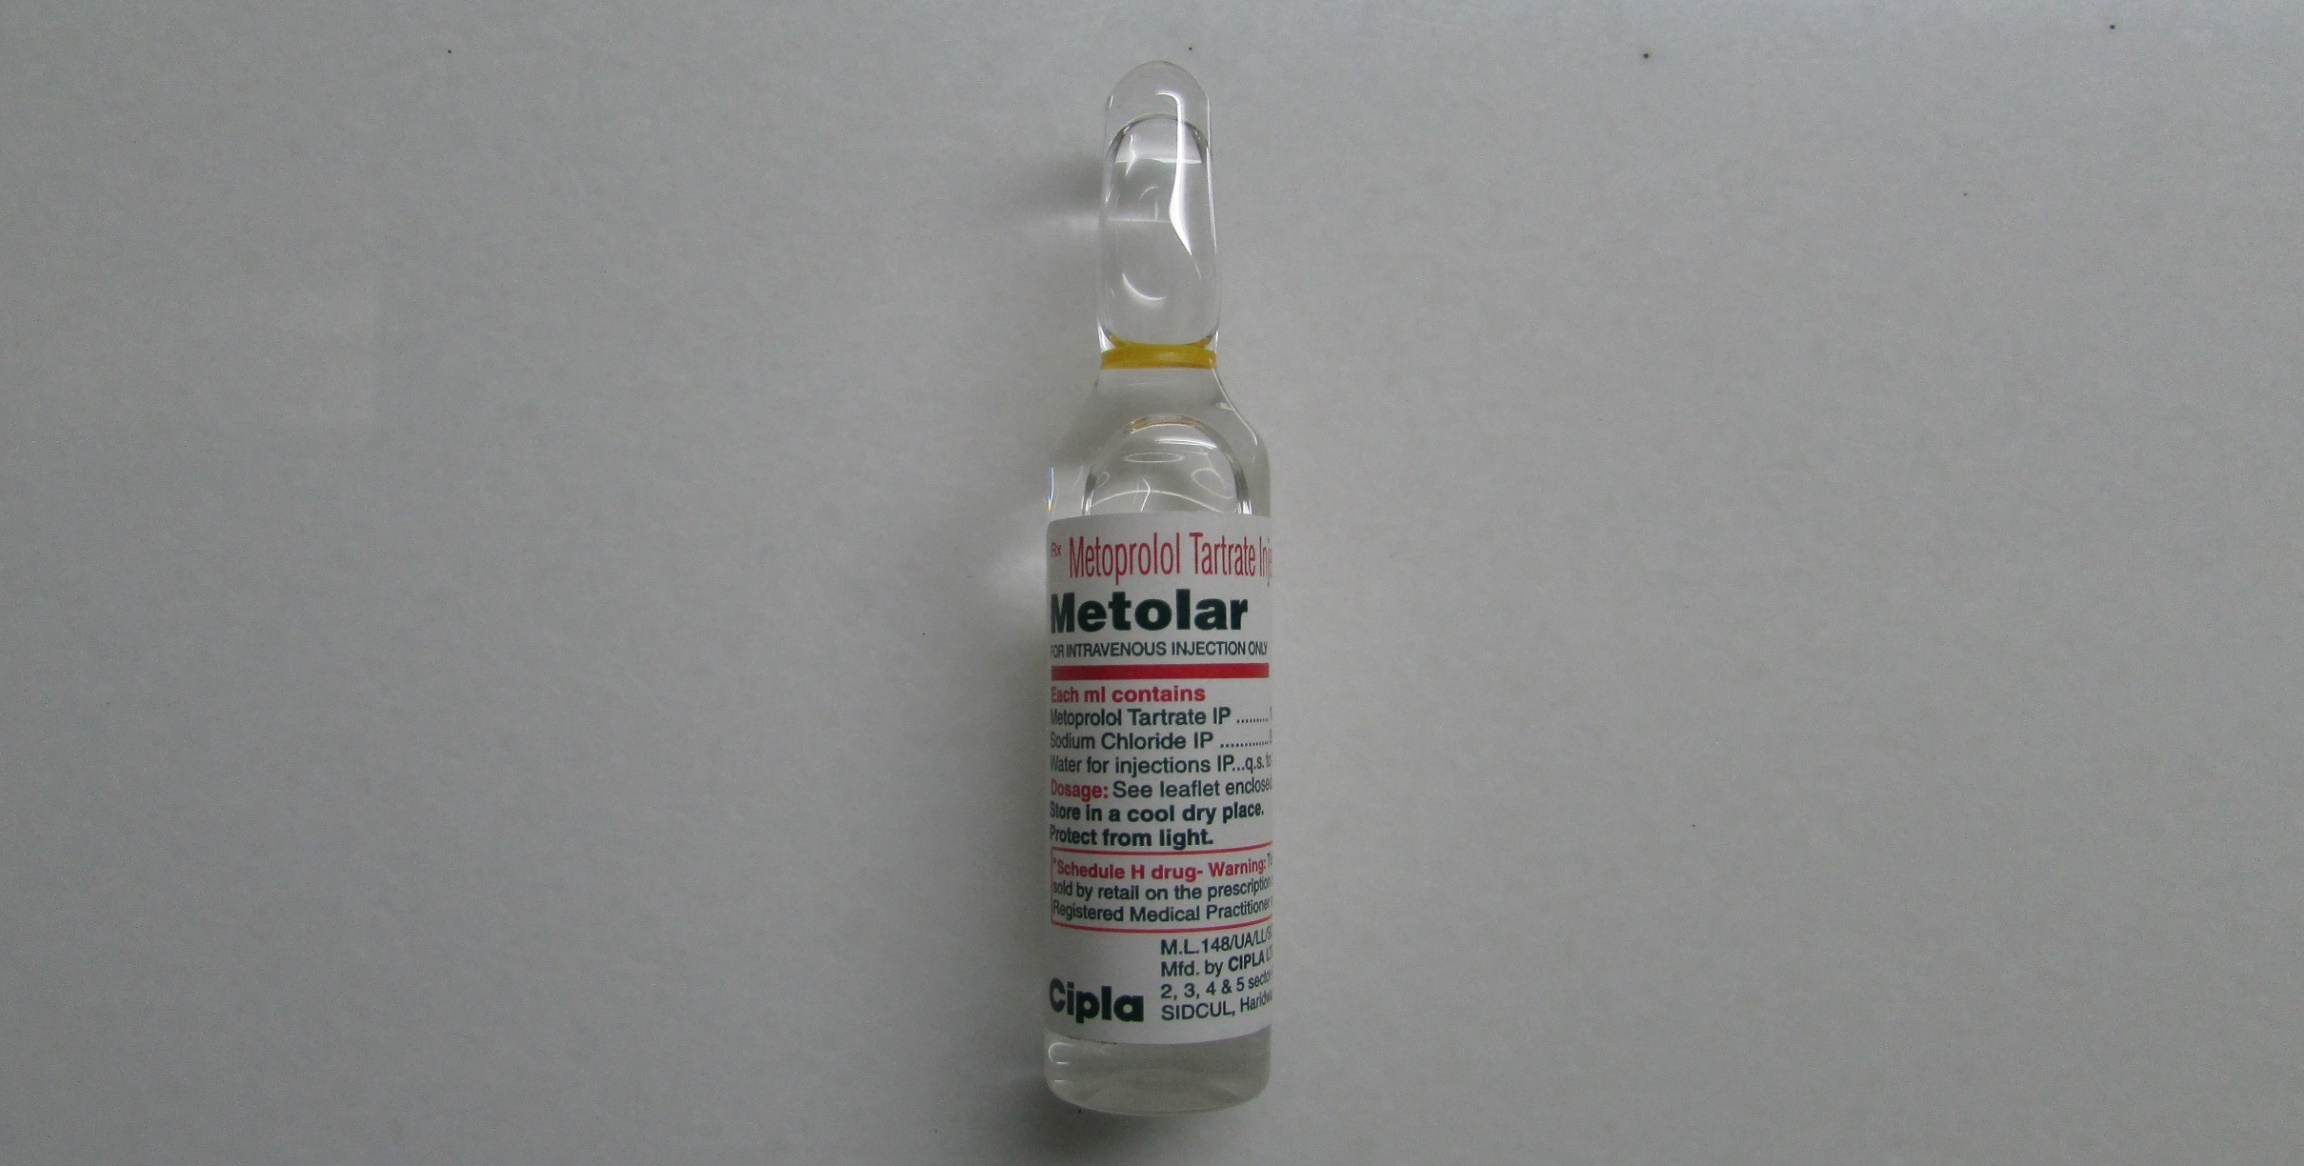 Rx Metoprolol Tartrate
Metolar
FOR INTRAVENOUS INJECTION ONLY
Each ml contains
Metoprolol Tartrate IP .........
Sodium Chloride IP ............
Water for injections IP...q.s.
Dosage: See leaflet enclosed
Store in a cool dry place.
Protect from light.
*Schedule H drug- Warning:
sold by retail on the prescription
Registered Medical Practitioner
M.L.148/UA/LL/
Mfd. by CIPLA
2, 3, 4 & 5
SIDCUL,
Cipla